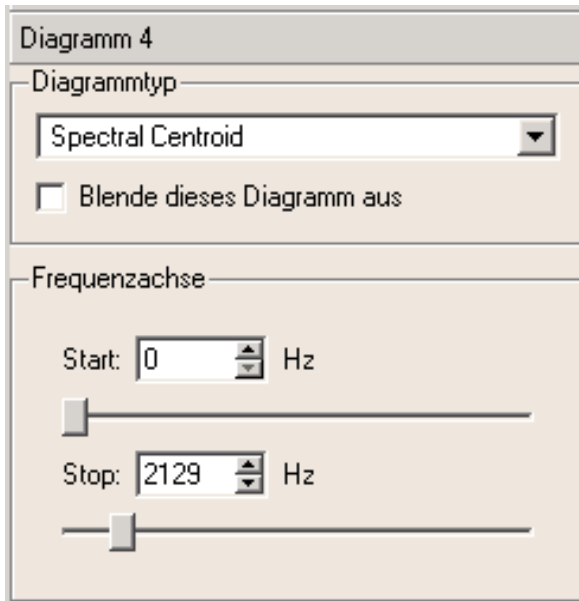 Diagramm 4
Diagrammtyp
Spectral Centroid
Blende dieses Diagramm aus
Frequenzachse
Start: 0 Hz
Stop: 2129 Hz